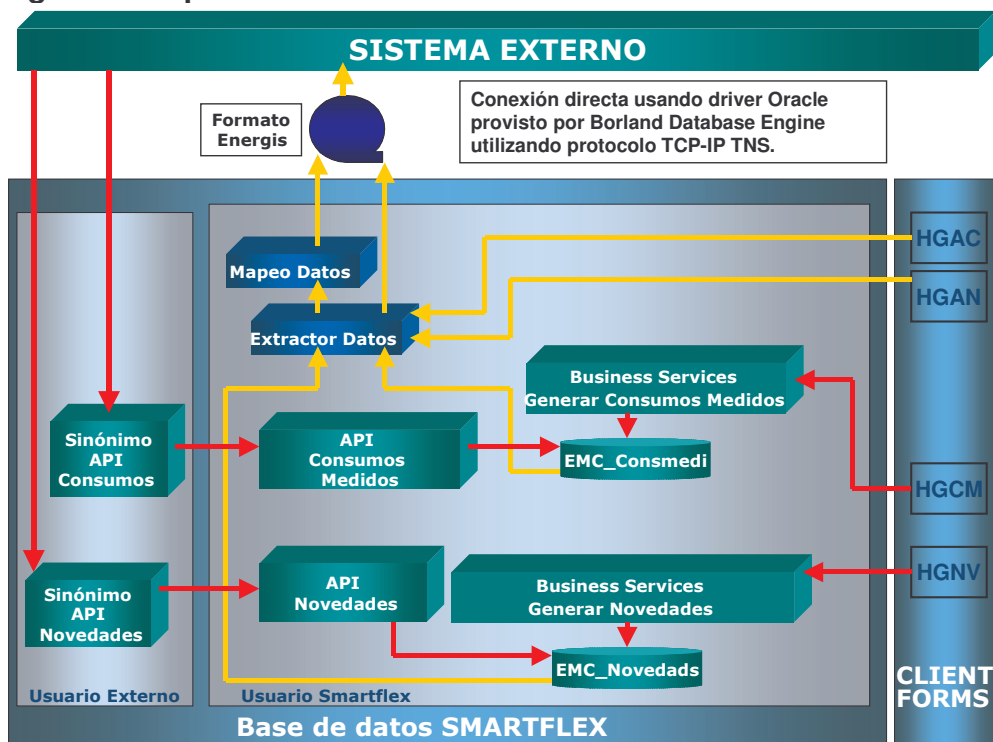 SISTEMA EXTERNO
Formato
Energis
Conexión directa usando driver Oracle
provisto por Borland Database Engine
utilizando protocolo TCP-IP TNS.
HGAC
HGAN
Mapeo Datos
Extractor Datos
Business Services
Generar Consumos Medidos
Sinónimo
API
Consumos
API
Consumos
Medidos
EMC_Consmedi
HGCM
HGNV
Sinónimo
API
Novedades
API
Novedades
Business Services
Generar Novedades
EMC_Novedads
Usuario Externo
Usuario Smartflex
CLIENT
FORMS
Base de datos SMARTFLEX